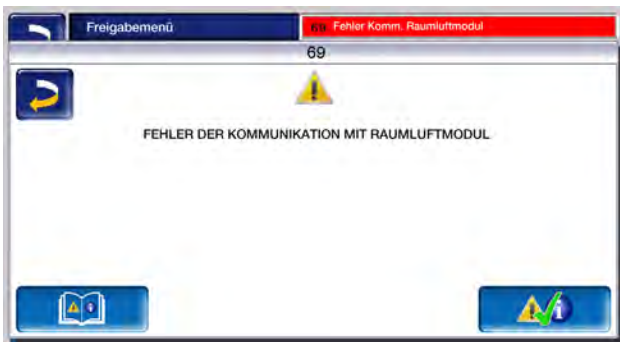 Freigabemenü
69 Fehler Komm. Raumluftmodul
69
FEHLER DER KOMMUNIKATION MIT RAUMLUFTMODUL